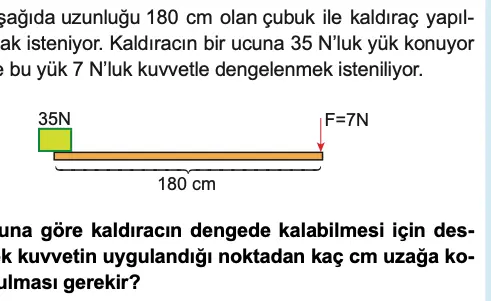 şağıda uzunluğu 180 cm olan çubuk ile kaldıraç yapıl-
ak isteniyor. Kaldıracın bir ucuna 35 N'luk yük konuyor
e bu yük 7 N'luk kuvvetle dengelenmek isteniliyor.
35N
F=7N
180 cm
una göre kaldıracın dengede kalabilmesi için des-
ek kuvvetin uygulandığı noktadan kaç cm uzağa ko-
ulması gerekir?